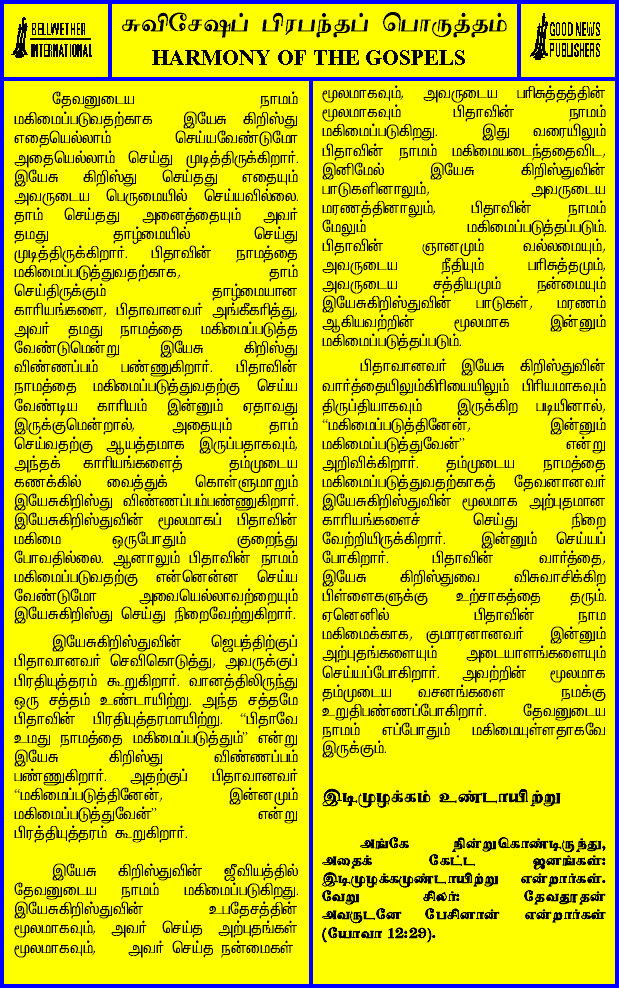 BELLWETHER
INTERNATIONAL
சுவிசேஷப் பிரபந்தப் பொருத்தம்
HARMONY OF THE GOSPELS
GOOD NEWS
PUBLISHERS
தேவனுடைய நாமம்
மகிமைப்படுவதற்காக இயேசு கிறிஸ்து
எதையெல்லாம் செய்யவேண்டுமோ
அதையெல்லாம் செய்து முடித்திருக்கிறார்.
இயேசு கிறிஸ்து செய்தது எதையும்
அவருடைய பெருமையில் செய்யவில்லை.
தாம் செய்தது அனைத்தையும் அவர்
தமது தாழ்மையில் செய்து
முடித்திருக்கிறார். பிதாவின் நாமத்தை
மகிமைப்படுத்துவதற்காக, தாம்
செய்திருக்கும் தாழ்மையான
காரியங்களை, பிதாவானவர் அங்கீகரித்து,
அவர் தமது நாமத்தை மகிமைப்படுத்த
வேண்டுமென்று இயேசு கிறிஸ்து
விண்ணப்பம் பண்ணுகிறார். பிதாவின்
நாமத்தை மகிமைப்படுத்துவதற்கு செய்ய
வேண்டிய காரியம் இன்னும் ஏதாவது
இருக்குமென்றால், அதையும் தாம்
செய்வதற்கு ஆயத்தமாக இருப்பதாகவும்,
அந்தக் காரியங்களைத் தம்முடைய
கணக்கில் வைத்துக் கொள்ளுமாறும்
இயேசுகிறிஸ்து விண்ணப்பம்பண்ணுகிறார்.
இயேசுகிறிஸ்துவின் மூலமாகப் பிதாவின்
மகிமை ஒருபோதும் குறைந்து
போவதில்லை. ஆனாலும் பிதாவின் நாமம்
மகிமைப்படுவதற்கு என்னென்ன செய்ய
வேண்டுமோ அவையெல்லாவற்றையும்
இயேசுகிறிஸ்து செய்து நிறைவேற்றுகிறார்.
இயேசுகிறிஸ்துவின் ஜெபத்திற்குப்
பிதாவானவர் செவிகொடுத்து, அவருக்குப்
பிரதியுத்தரம் கூறுகிறார். வானத்திலிருந்து
ஒரு சத்தம் உண்டாயிற்று. அந்த சத்தமே
பிதாவின் பிரதியுத்தரமாயிற்று. “பிதாவே
உமது நாமத்தை மகிமைப்படுத்தும்” என்று
இயேசு கிறிஸ்து விண்ணப்பம்
பண்ணுகிறார். அதற்குப் பிதாவானவர்
“மகிமைப்படுத்தினேன், இன்னமும்
மகிமைப்படுத்துவேன்” என்று
பிரத்தியுத்தரம் கூறுகிறார்.
இயேசு கிறிஸ்துவின் ஜீவியத்தில்
தேவனுடைய நாமம் மகிமைப்படுகிறது.
இயேசுகிறிஸ்துவின் உபதேசத்தின்
மூலமாகவும், அவர் செய்த அற்புதங்கள்
மூலமாகவும், அவர் செய்த நன்மைகள்
மூலமாகவும், அவருடைய பரிசுத்தத்தின்
மூலமாகவும் பிதாவின் நாமம்
மகிமைப்படுகிறது. இது வரையிலும்
பிதாவின் நாமம் மகிமையடைந்ததைவிட,
இனிமேல் இயேசு கிறிஸ்துவின்
பாடுகளினாலும், அவருடைய
மரணத்தினாலும், பிதாவின் நாமம்
மேலும் மகிமைப்படுத்தப்படும்.
பிதாவின் ஞானமும் வல்லமையும்,
அவருடைய நீதியும் பரிசுத்தமும்,
அவருடைய சத்தியமும் நன்மையும்
இயேசுகிறிஸ்துவின் பாடுகள், மரணம்
ஆகியவற்றின் மூலமாக இன்னும்
மகிமைப்படுத்தப்படும்.
பிதாவானவர் இயேசு கிறிஸ்துவின்
வார்த்தையிலும்கிரியையிலும் பிரியமாகவும்
திருப்தியாகவும் இருக்கிற படியினால்,
“மகிமைப்படுத்தினேன், இன்னும்
மகிமைப்படுத்துவேன்” என்று
அறிவிக்கிறார். தம்முடைய நாமத்தை
மகிமைப்படுத்துவதற்காகத் தேவனானவர்
இயேசுகிறிஸ்துவின் மூலமாக அற்புதமான
காரியங்களைச் செய்து நிறை
வேற்றியிருக்கிறார். இன்னும் செய்யப்
போகிறார். பிதாவின் வார்த்தை,
இயேசு கிறிஸ்துவை விசுவாசிக்கிற
பிள்ளைகளுக்கு உற்சாகத்தை தரும்.
ஏனெனில் பிதாவின் நாம
மகிமைக்காக, குமாரனானவர் இன்னும்
அற்புதங்களையும் அடையாளங்களையும்
செய்யப்போகிறார். அவற்றின் மூலமாக
தம்முடைய வசனங்களை நமக்கு
உறுதிபண்ணப்போகிறார். தேவனுடைய
நாமம் எப்போதும் மகிமையுள்ளதாகவே
இருக்கும்.
இடிமுழக்கம் உண்டாயிற்று
அங்கே நின்றுகொண்டிருந்து,
அதைக் கேட்ட ஜனங்கள்:
இடிமுழக்கமுண்டாயிற்று என்றார்கள்.
வேறு சிலர்: தேவதூதன்
அவருடனே பேசினான் என்றார்கள்
(யோவா 12:29).